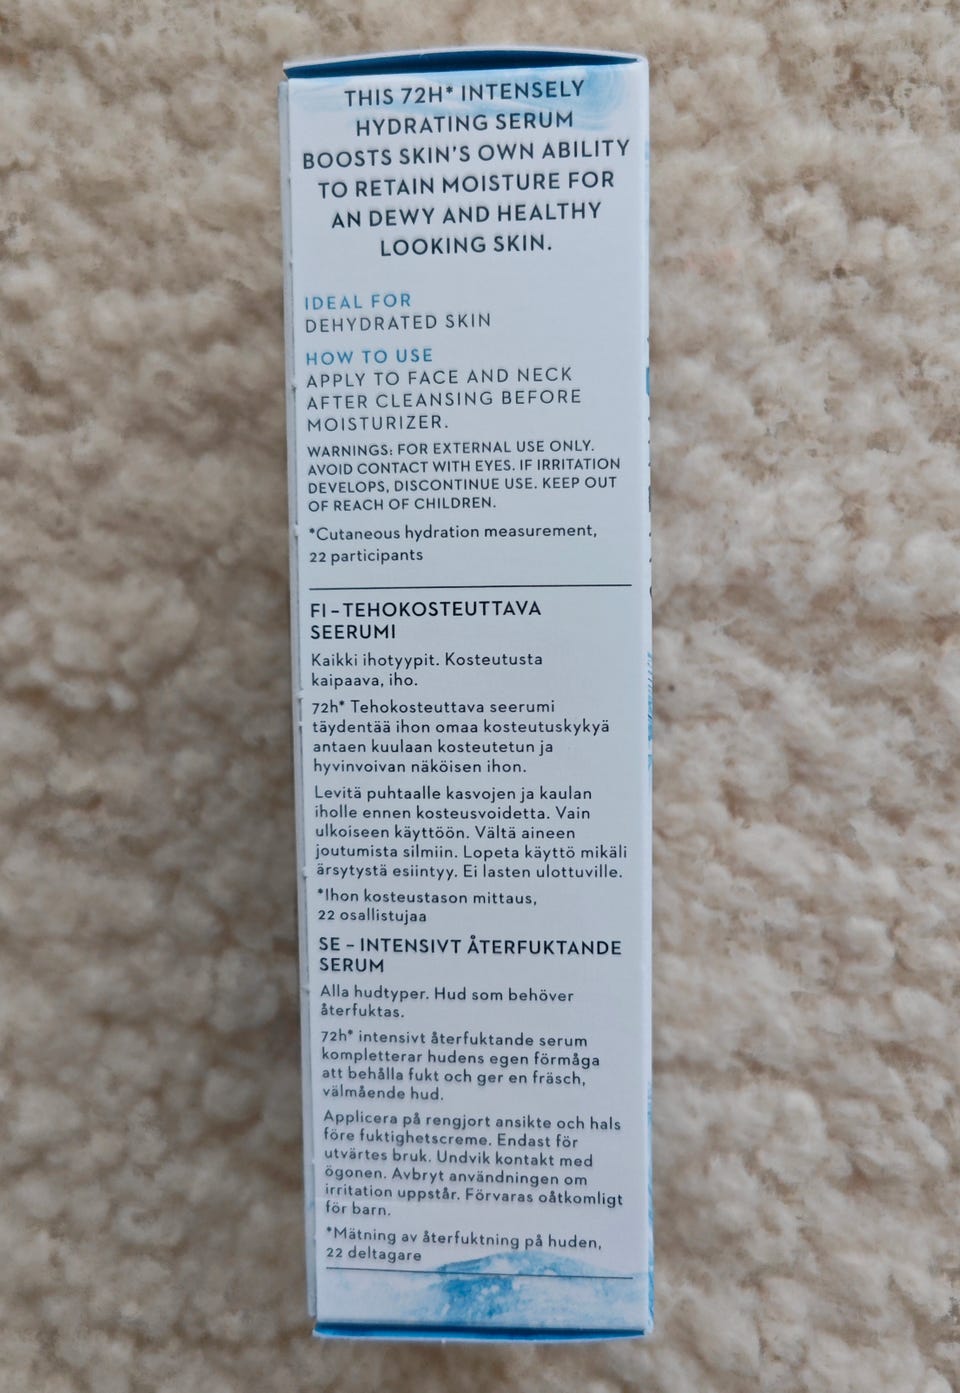 THIS 72H* INTENSELY
HYDRATING SERUM
BOOSTS SKIN'S OWN ABILITY
TO RETAIN MOISTURE FOR
AN DEWY AND HEALTHY
LOOKING SKIN.
IDEAL FOR
DEHYDRATED SKIN
HOW TO USE
APPLY TO FACE AND NECK
AFTER CLEANSING BEFORE
MOISTURIZER.
WARNINGS: FOR EXTERNAL USE ONLY.
AVOID CONTACT WITH EYES. IF IRRITATION
DEVELOPS, DISCONTINUE USE. KEEP OUT
OF REACH OF CHILDREN.
*Cutaneous hydration measurement,
22 participants
FI – TEHOKOSTEUTTAVA
SEERUMI
Kaikki ihotyypit. Kosteutusta
kaipaava, iho.
72h* Tehokosteuttava seerumi
täydentää ihon omaa kosteutuskykyä
antaen kuulaan kosteutetun ja
hyvinvoivan näköisen ihon.
Levitä puhtaalle kasvojen ja kaulan
iholle ennen kosteusvoidetta. Vain
ulkoiseen käyttöön. Vältä aineen
joutumista silmiin. Lopeta käyttö mikäli
ärsytystä esiintyy. Ei lasten ulottuville.
*Ihon kosteustason mittaus,
22 osallistujaa
SE – INTENSIVT ÅTERFUKTANDE
SERUM
Alla hudtyper. Hud som behöver
återfuktas.
72h* intensivt återfuktande serum
kompletterar hudens egen förmåga
att behålla fukt och ger en fräsch,
välmående hud.
Applicera på rengjort ansikte och hals
före fuktighetscreme. Endast för
utvärtes bruk. Undvik kontakt med
ögonen. Avbryt användningen om
irritation uppstår. Förvaras oåtkomligt
för barn.
*Mätning av återfuktning på huden,
22 deltagare